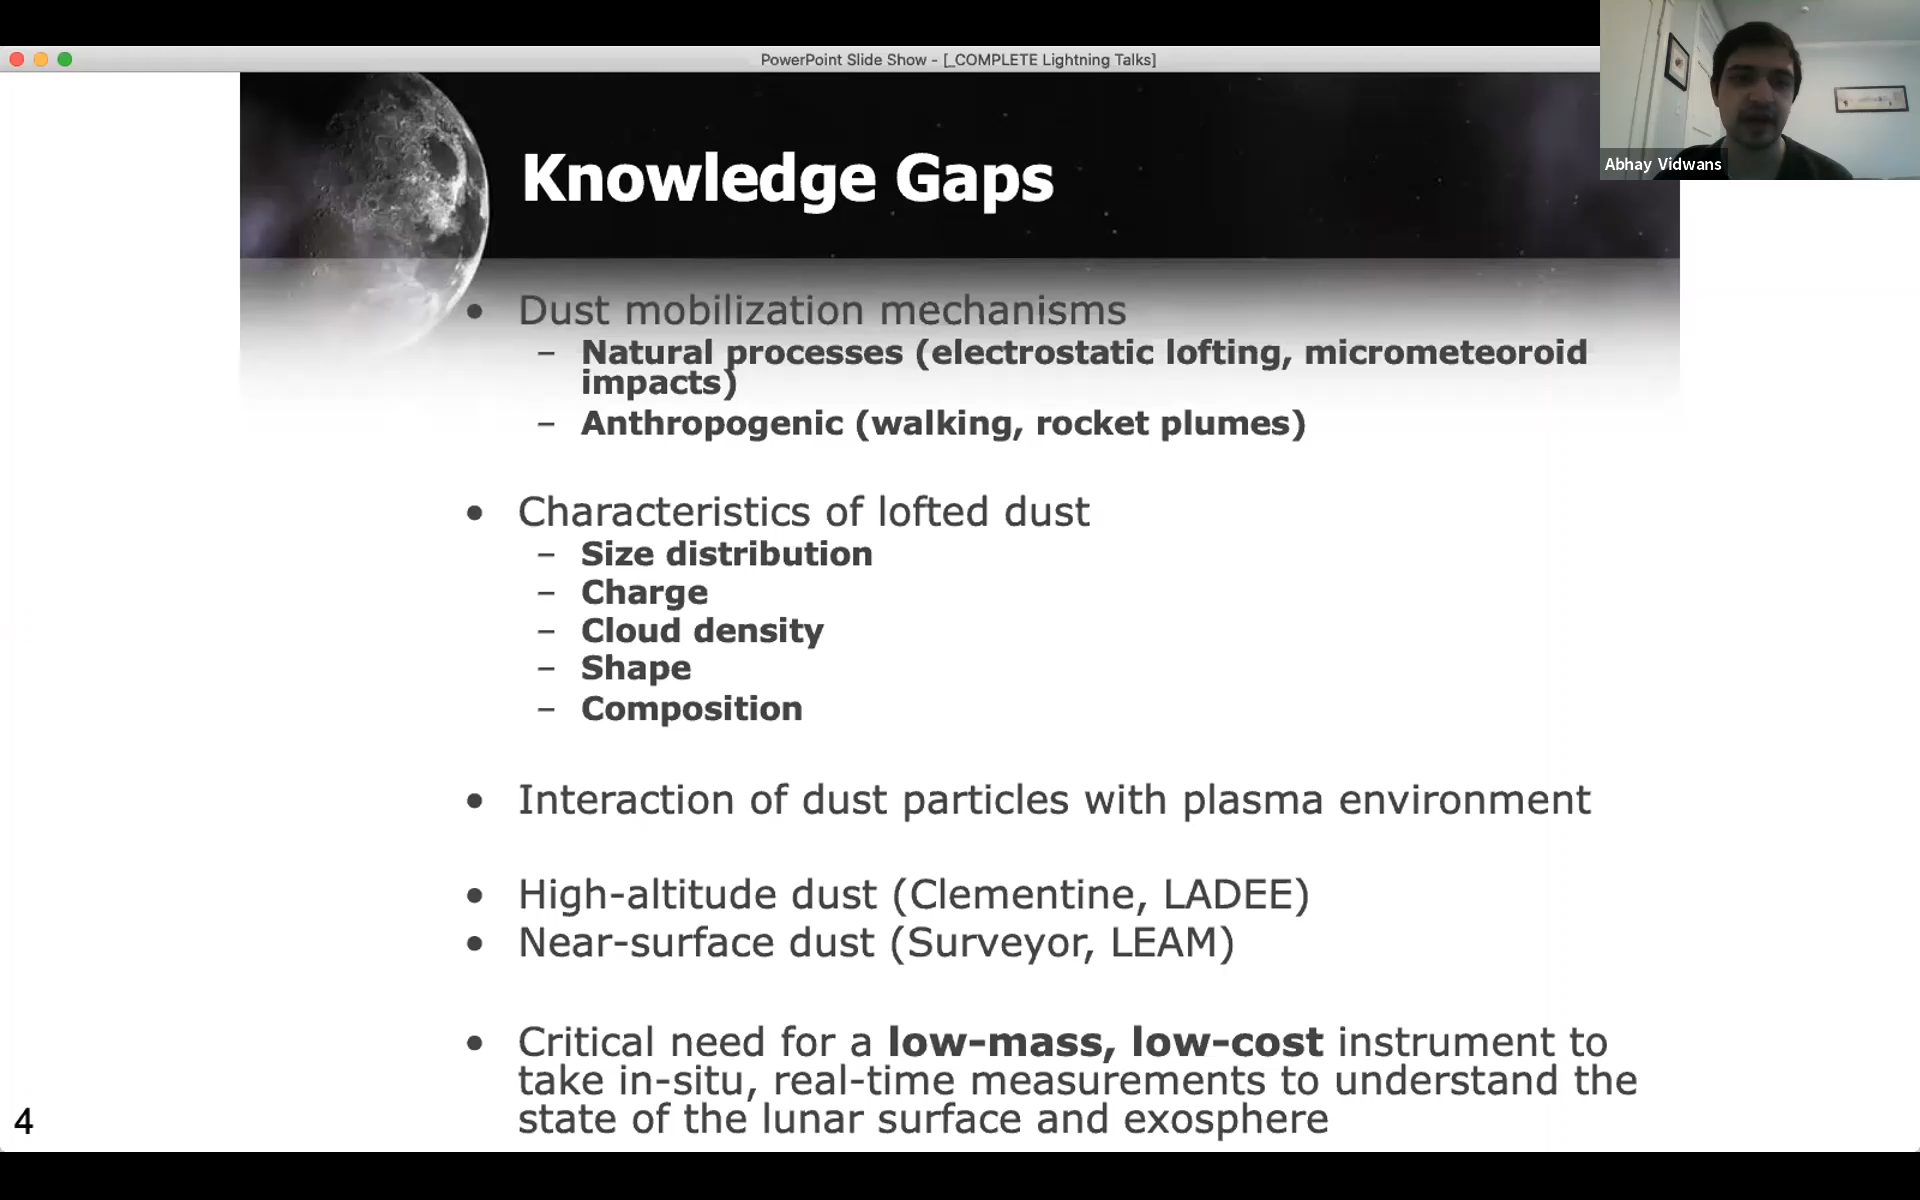 PowerPoint Slide Show - [_COMPLETE Lightning Talks]
Abhay Vidwans
Knowledge Gaps
• Dust mobilization mechanisms
– Natural processes (electrostatic lofting, micrometeoroid
impacts)
– Anthropogenic (walking, rocket plumes)
• Characteristics of lofted dust
– Size distribution
– Charge
– Cloud density
– Shape
– Composition
• Interaction of dust particles with plasma environment
• High-altitude dust (Clementine, LADEE)
• Near-surface dust (Surveyor, LEAM)
• Critical need for a low-mass, low-cost instrument to
take in-situ, real-time measurements to understand the
state of the lunar surface and exosphere
4